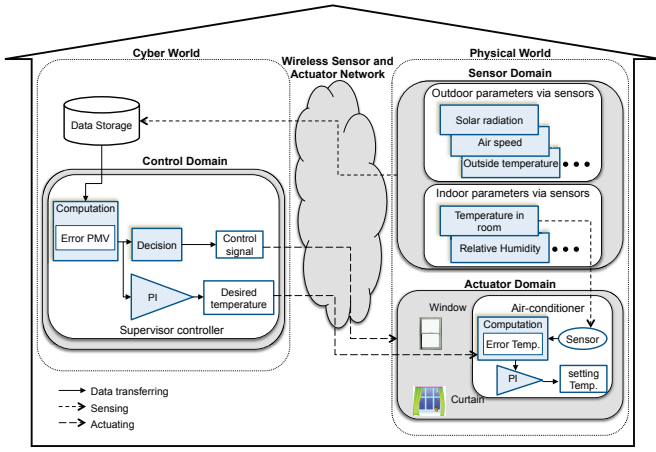 Cyber World
Wireless Sensor and
Actuator Network
Physical World
Sensor Domain
Outdoor parameters via sensors
Solar radiation
Air speed
Outside temperature
Indoor parameters via sensors
Temperature in
room
Relative Humidity
Data Storage
Control Domain
Computation
Error PMV
Decision
Control
signal
PI
Desired
temperature
Supervisor controller
Actuator Domain
Window
Air-conditioner
Computation
Error Temp.
Sensor
PI
setting
Temp.
Curtain
Data transferring
Sensing
Actuating